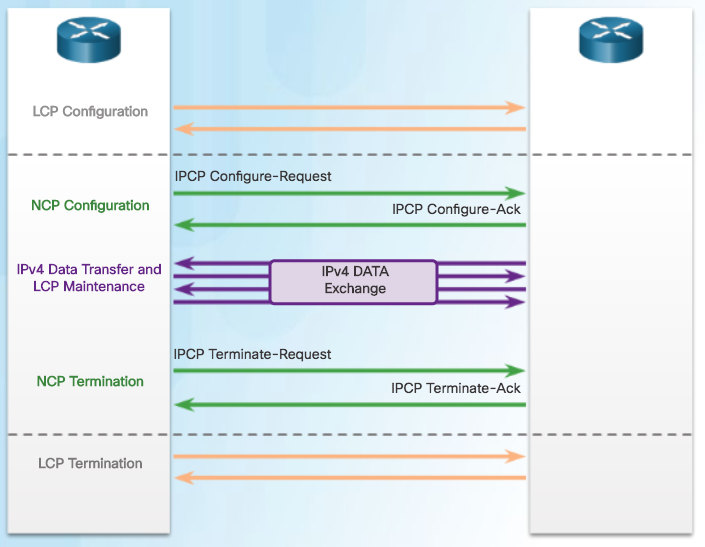 LCP Configuration
IPCP Configure-Request
NCP Configuration
IPCP Configure-Ack
IPv4 Data Transfer and
LCP Maintenance
IPv4 DATA
Exchange
IPCP Terminate-Request
NCP Termination
IPCP Terminate-Ack
LCP Termination